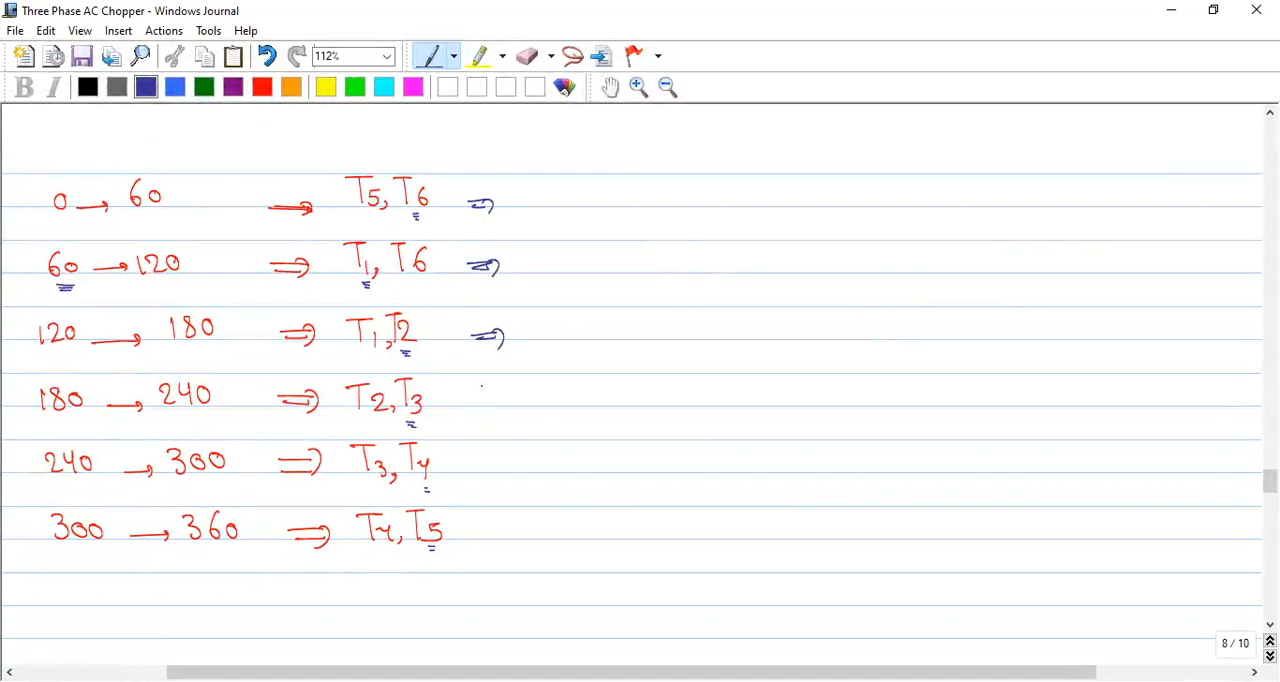 Three Phase AC Chopper - Windows Journal
File Edit View Insert Actions Tools Help
112%
B I
0 → 60 ⇒ T5, T6 ⇒
60 → 120 ⇒ T1, T6 ⇒
120 → 180 ⇒ T1, T2 ⇒
180 → 240 ⇒ T2, T3
240 → 300 ⇒ T3, T4
300 → 360 ⇒ T4, T5
8 / 10